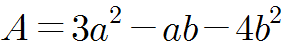 A = 3a² − ab − 4b²